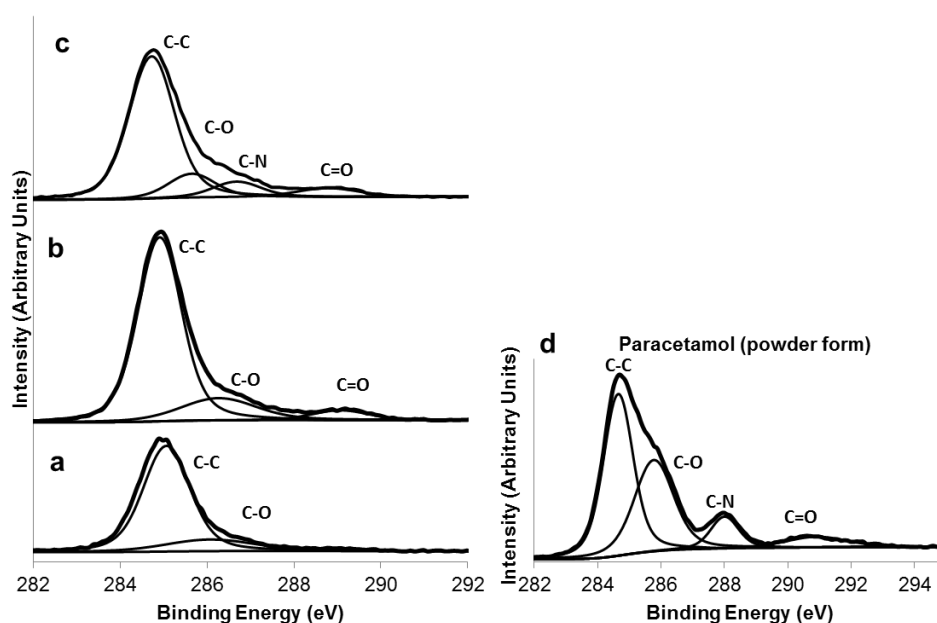 c
C-C
C-O
C-N
C=O
b
C-C
C-O
C=O
a
C-C
C-O
Intensity (Arbitrary Units)
282 284 286 288 290 292
Binding Energy (eV)
d Paracetamol (powder form)
C-C
C-O
C-N
C=O
Intensity (Arbitrary Units)
282 284 286 288 290 292 294
Binding Energy (eV)